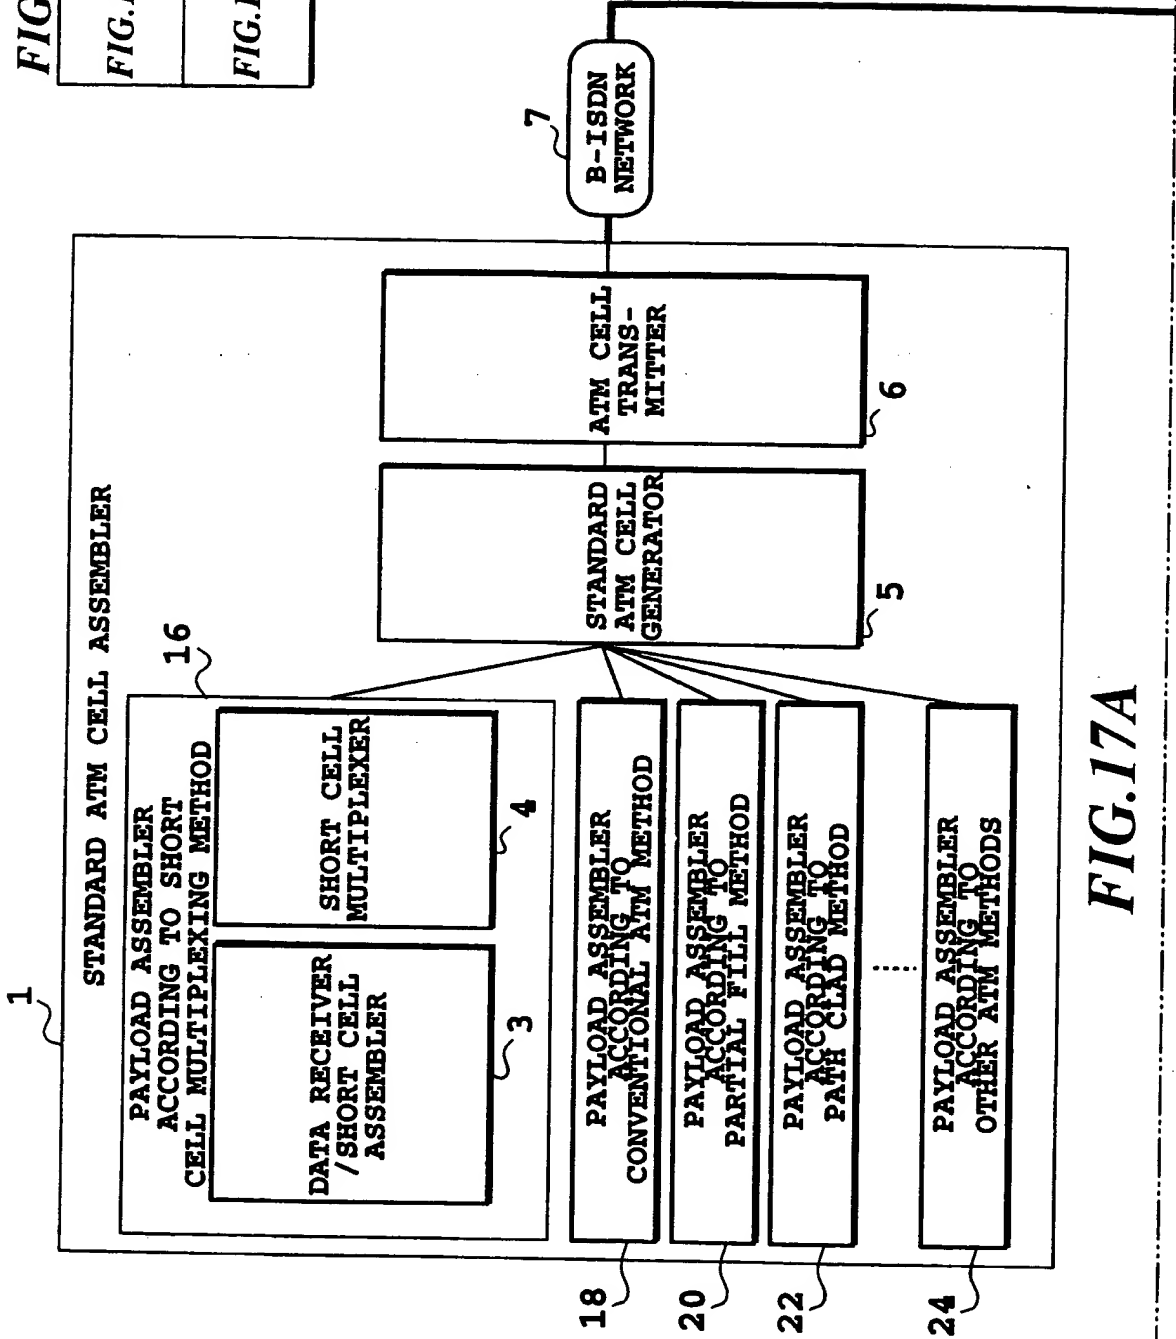 FIG
FIG.1
FIG.1
1
STANDARD ATM CELL ASSEMBLER
16
PAYLOAD ASSEMBLER
ACCORDING TO SHORT
CELL MULTIPLEXING METHOD
DATA RECEIVER
/SHORT CELL
ASSEMBLER
3
SHORT CELL
MULTIPLEXER
4
18
PAYLOAD ASSEMBLER
ACCORDING TO
CONVENTIONAL ATM METHOD
20
PAYLOAD ASSEMBLER
ACCORDING TO
PARTIAL FILL METHOD
22
PAYLOAD ASSEMBLER
ACCORDING TO
PATH CLAD METHOD
24
PAYLOAD ASSEMBLER
ACCORDING TO
OTHER ATM METHODS
STANDARD
ATM CELL
GENERATOR
5
ATM CELL
TRANS-
MITTER
6
7
B-ISDN
NETWORK
FIG.17A